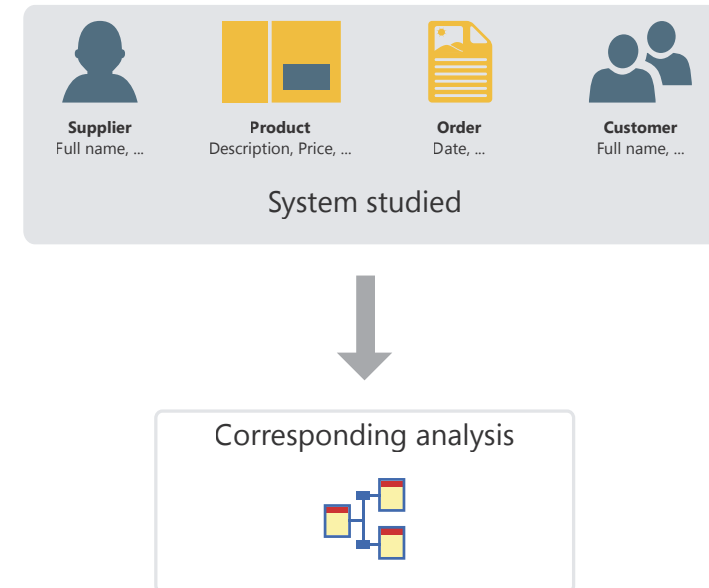 Supplier
Full name, ...
Product
Description, Price, ...
Order
Date, ...
Customer
Full name, ...
System studied
Corresponding analysis